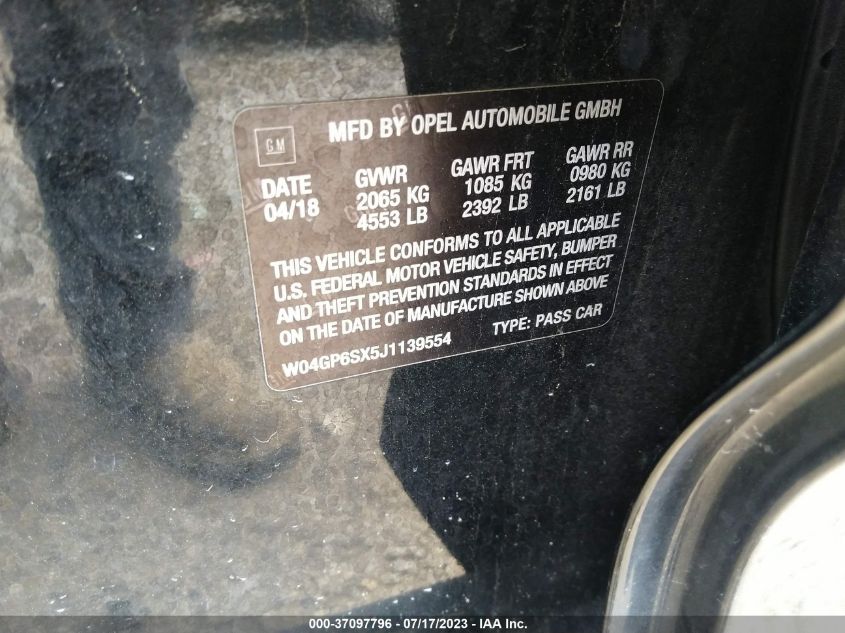 GM
MFD BY OPEL AUTOMOBILE GMBH
DATE GVWR GAWR FRT GAWR RR
04/18 2065 KG 1085 KG 0980 KG
4553 LB 2392 LB 2161 LB
THIS VEHICLE CONFORMS TO ALL APPLICABLE
U.S. FEDERAL MOTOR VEHICLE SAFETY, BUMPER
AND THEFT PREVENTION STANDARDS IN EFFECT
ON THE DATE OF MANUFACTURE SHOWN ABOVE
W04GP6SX5J1139554 TYPE: PASS CAR
000-37097796 - 07/17/2023 - IAA Inc.